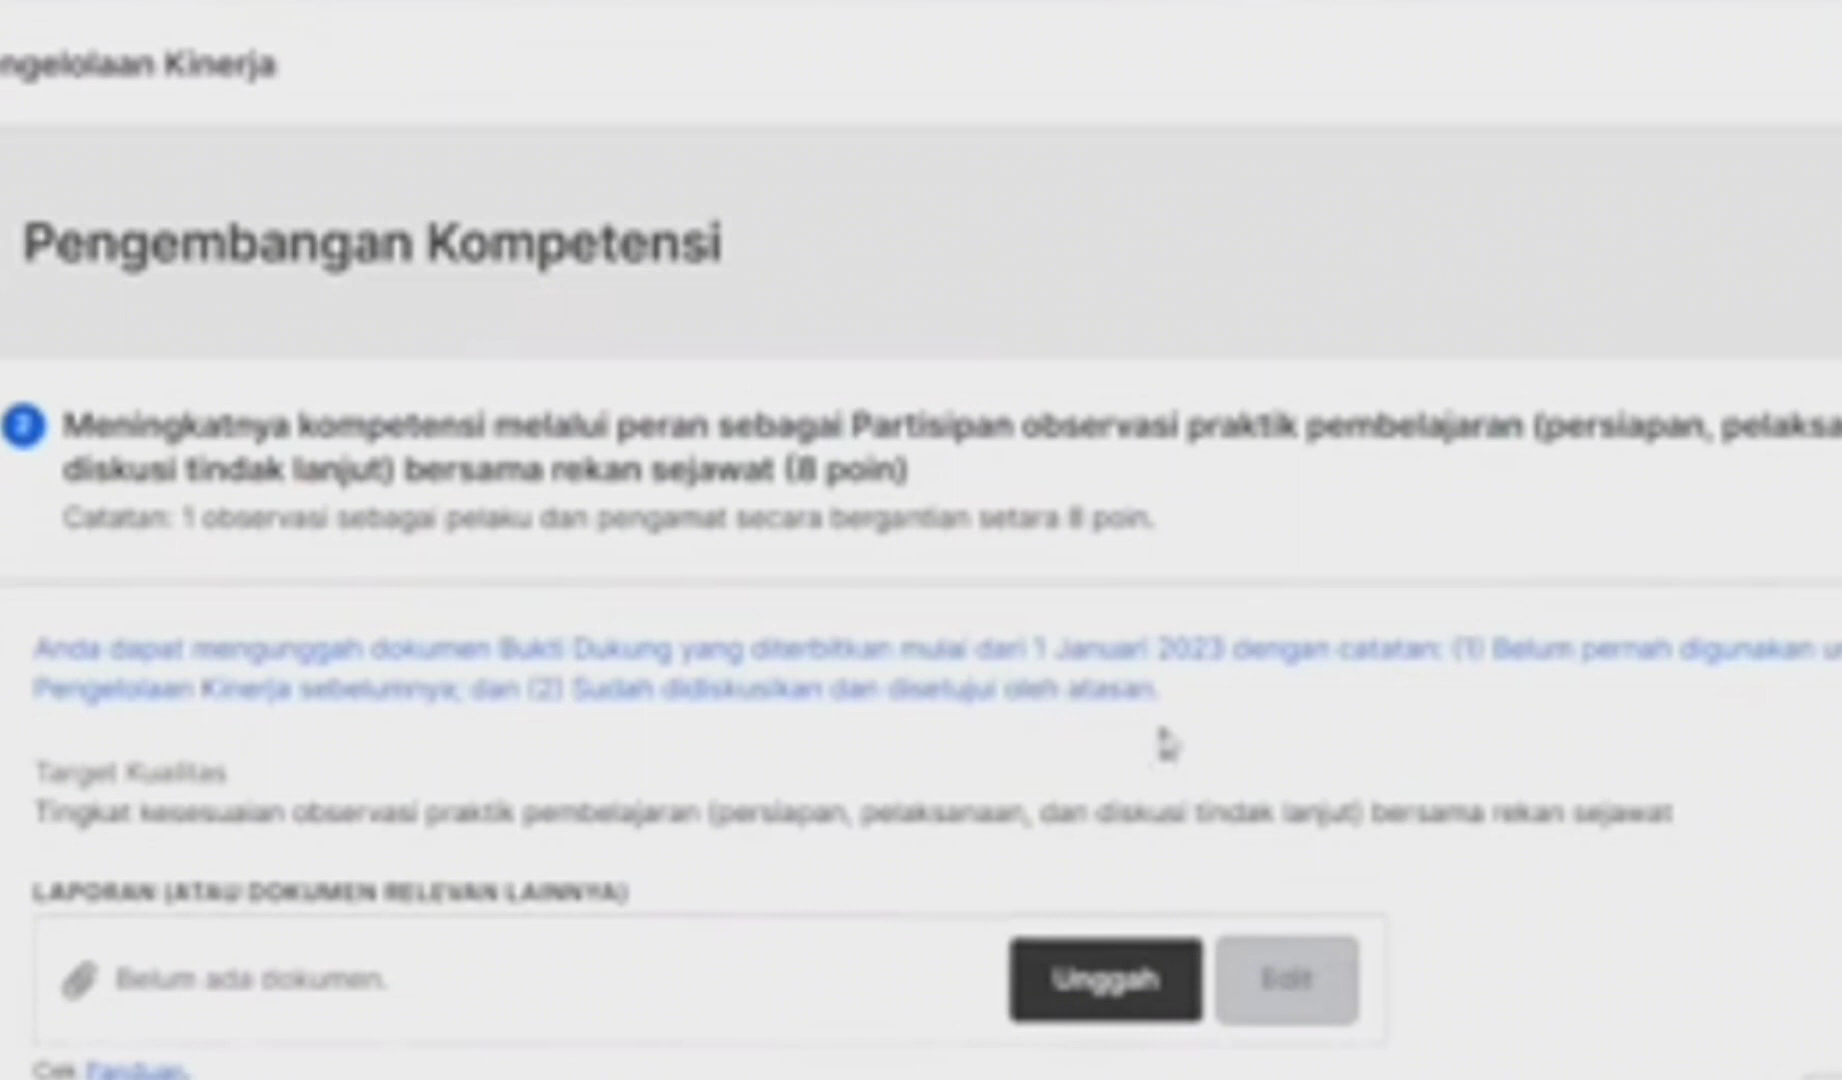 ngelolaan Kinerja
Pengembangan Kompetensi
2 Meningkatnya kompetensi melalui peran sebagai Partisipan observasi praktik pembelajaran (persiapan, pelaksa
diskusi tindak lanjut) bersama rekan sejawat (8 poin)
Catatan: 1 observasi sebagai pelaku dan pengamat secara bergantian setara 8 poin.
Anda dapat mengunggah dokumen Bukti Dukung yang diterbitkan mulai dari 1 Januari 2023 dengan catatan: (1) Belum pernah digunakan u
Pengelolaan Kinerja sebelumnya; dan (2) Sudah didiskusikan dan disetujui oleh atasan.
Target Kualitas
Tingkat kesesuaian observasi praktik pembelajaran (persiapan, pelaksanaan, dan diskusi tindak lanjut) bersama rekan sejawat
LAPORAN (ATAU DOKUMEN RELEVAN LAINNYA)
Belum ada dokumen.
Unggah
Edit
Cek Panduan.